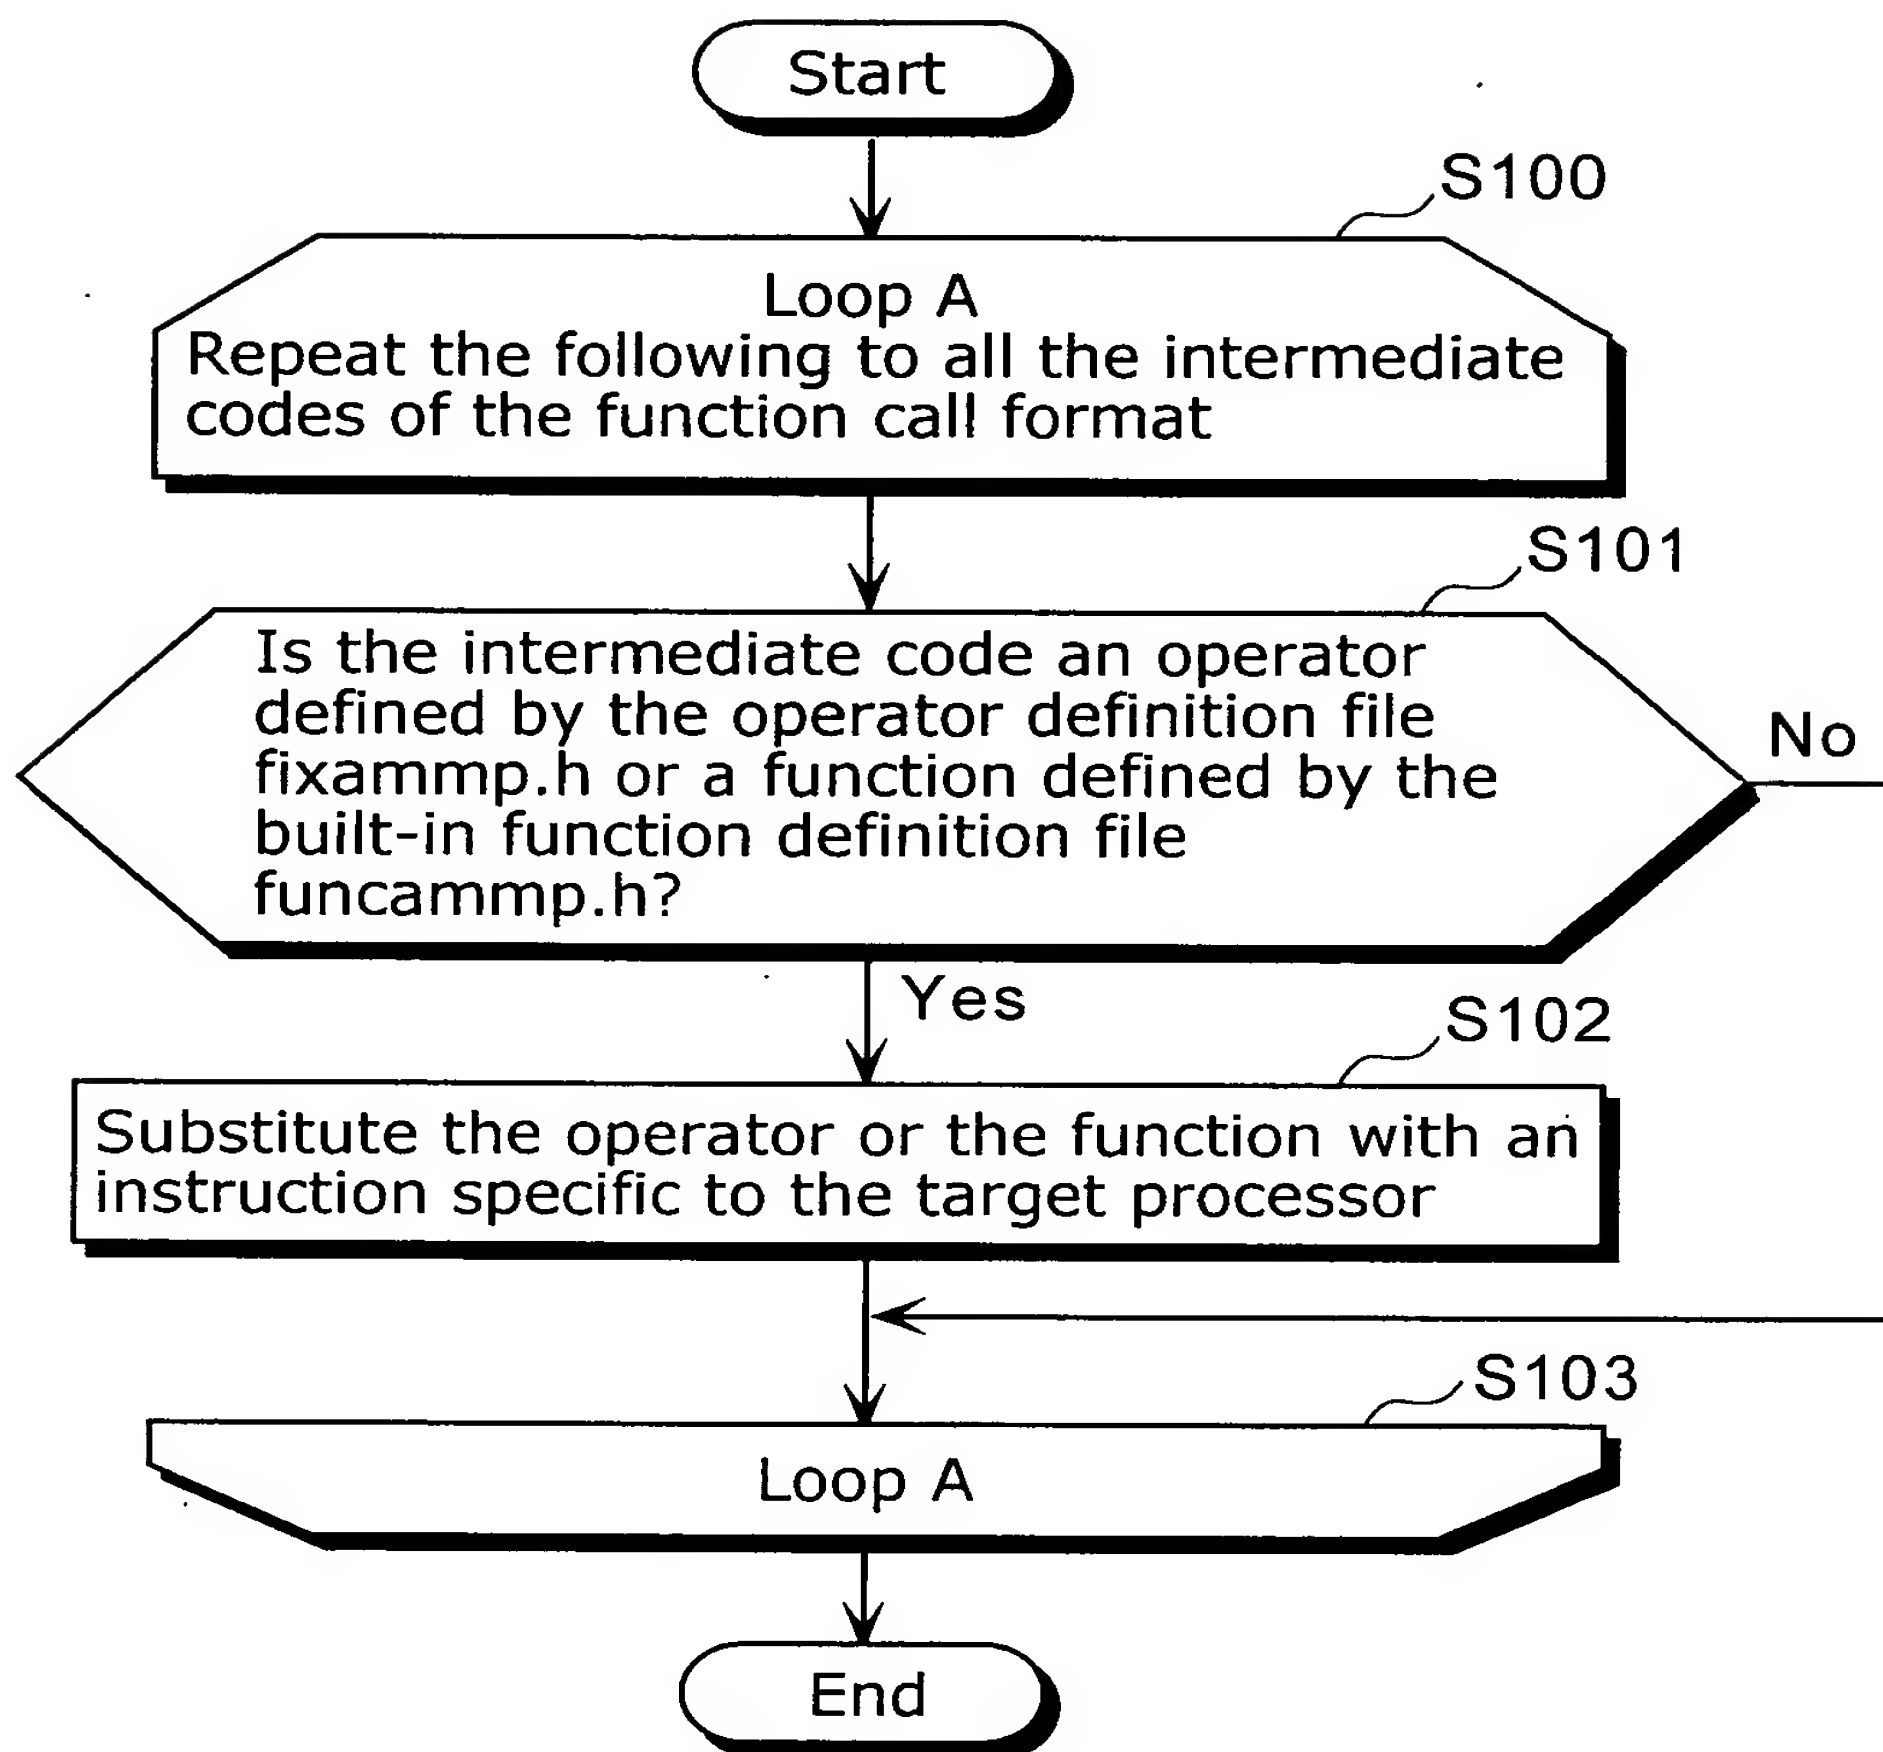 Start
S100
Loop A
Repeat the following to all the intermediate
codes of the function call format
S101
Is the intermediate code an operator
defined by the operator definition file
fixammp.h or a function defined by the
built-in function definition file
funcammp.h?
No
Yes
S102
Substitute the operator or the function with an
instruction specific to the target processor
S103
Loop A
End